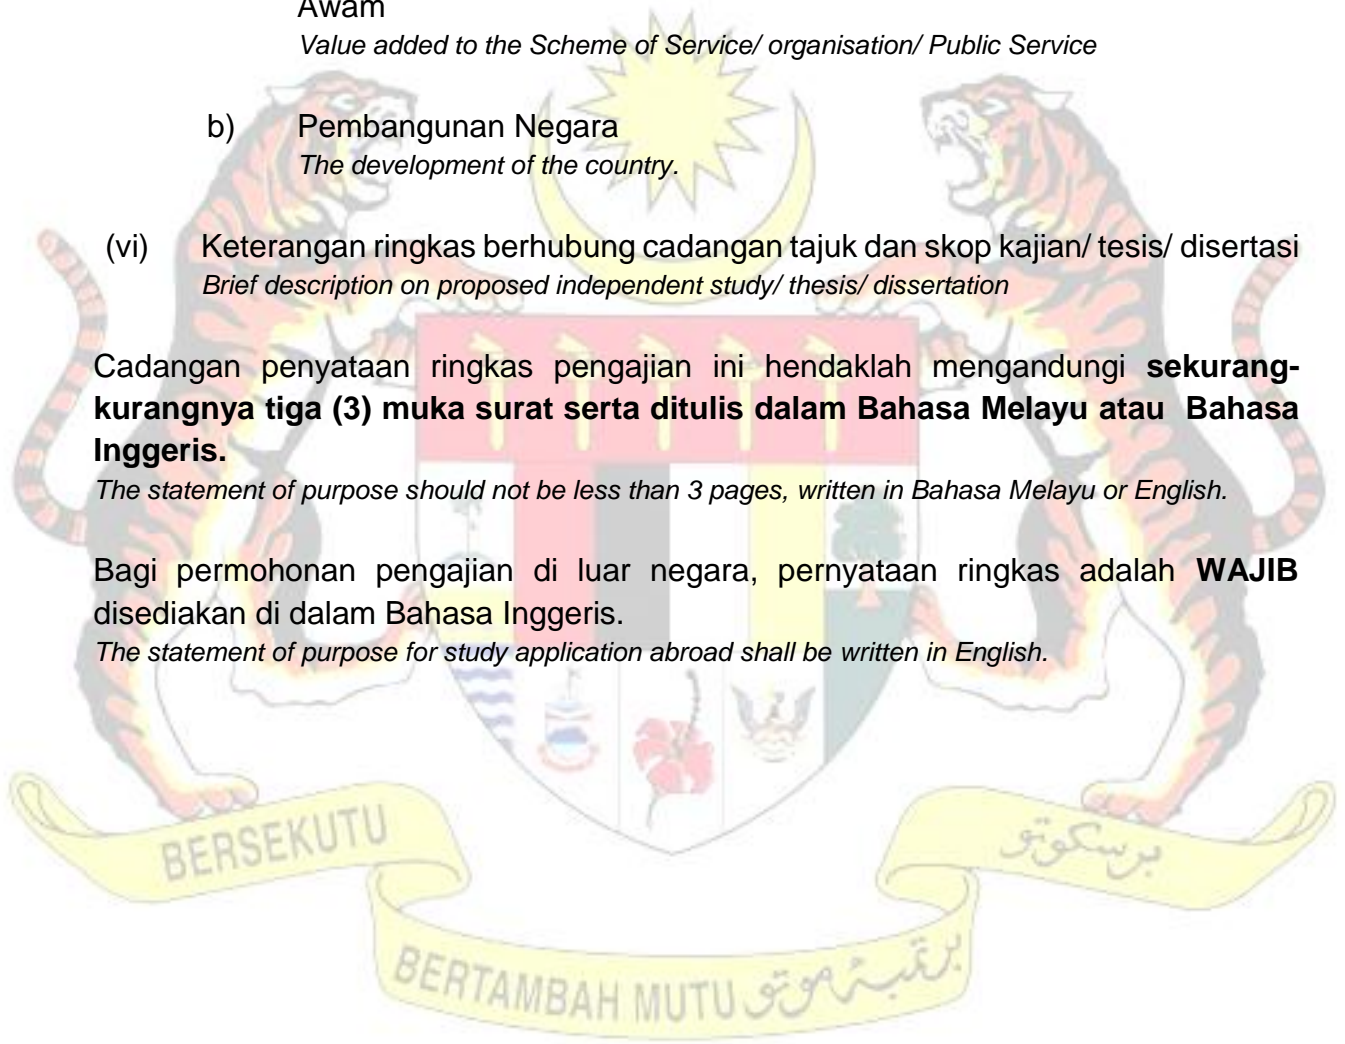 Awam
Value added to the Scheme of Service/ organisation/ Public Service
b) Pembangunan Negara
The development of the country.
(vi) Keterangan ringkas berhubung cadangan tajuk dan skop kajian/ tesis/ disertasi
Brief description on proposed independent study/ thesis/ dissertation
Cadangan penyataan ringkas pengajian ini hendaklah mengandungi sekurang-
kurangnya tiga (3) muka surat serta ditulis dalam Bahasa Melayu atau Bahasa
Inggeris.
The statement of purpose should not be less than 3 pages, written in Bahasa Melayu or English.
Bagi permohonan pengajian di luar negara, pernyataan ringkas adalah WAJIB
disediakan di dalam Bahasa Inggeris.
The statement of purpose for study application abroad shall be written in English.
BERSEKUTU برسكوتو
BERTAMBAH MUTU برتمبه موتو